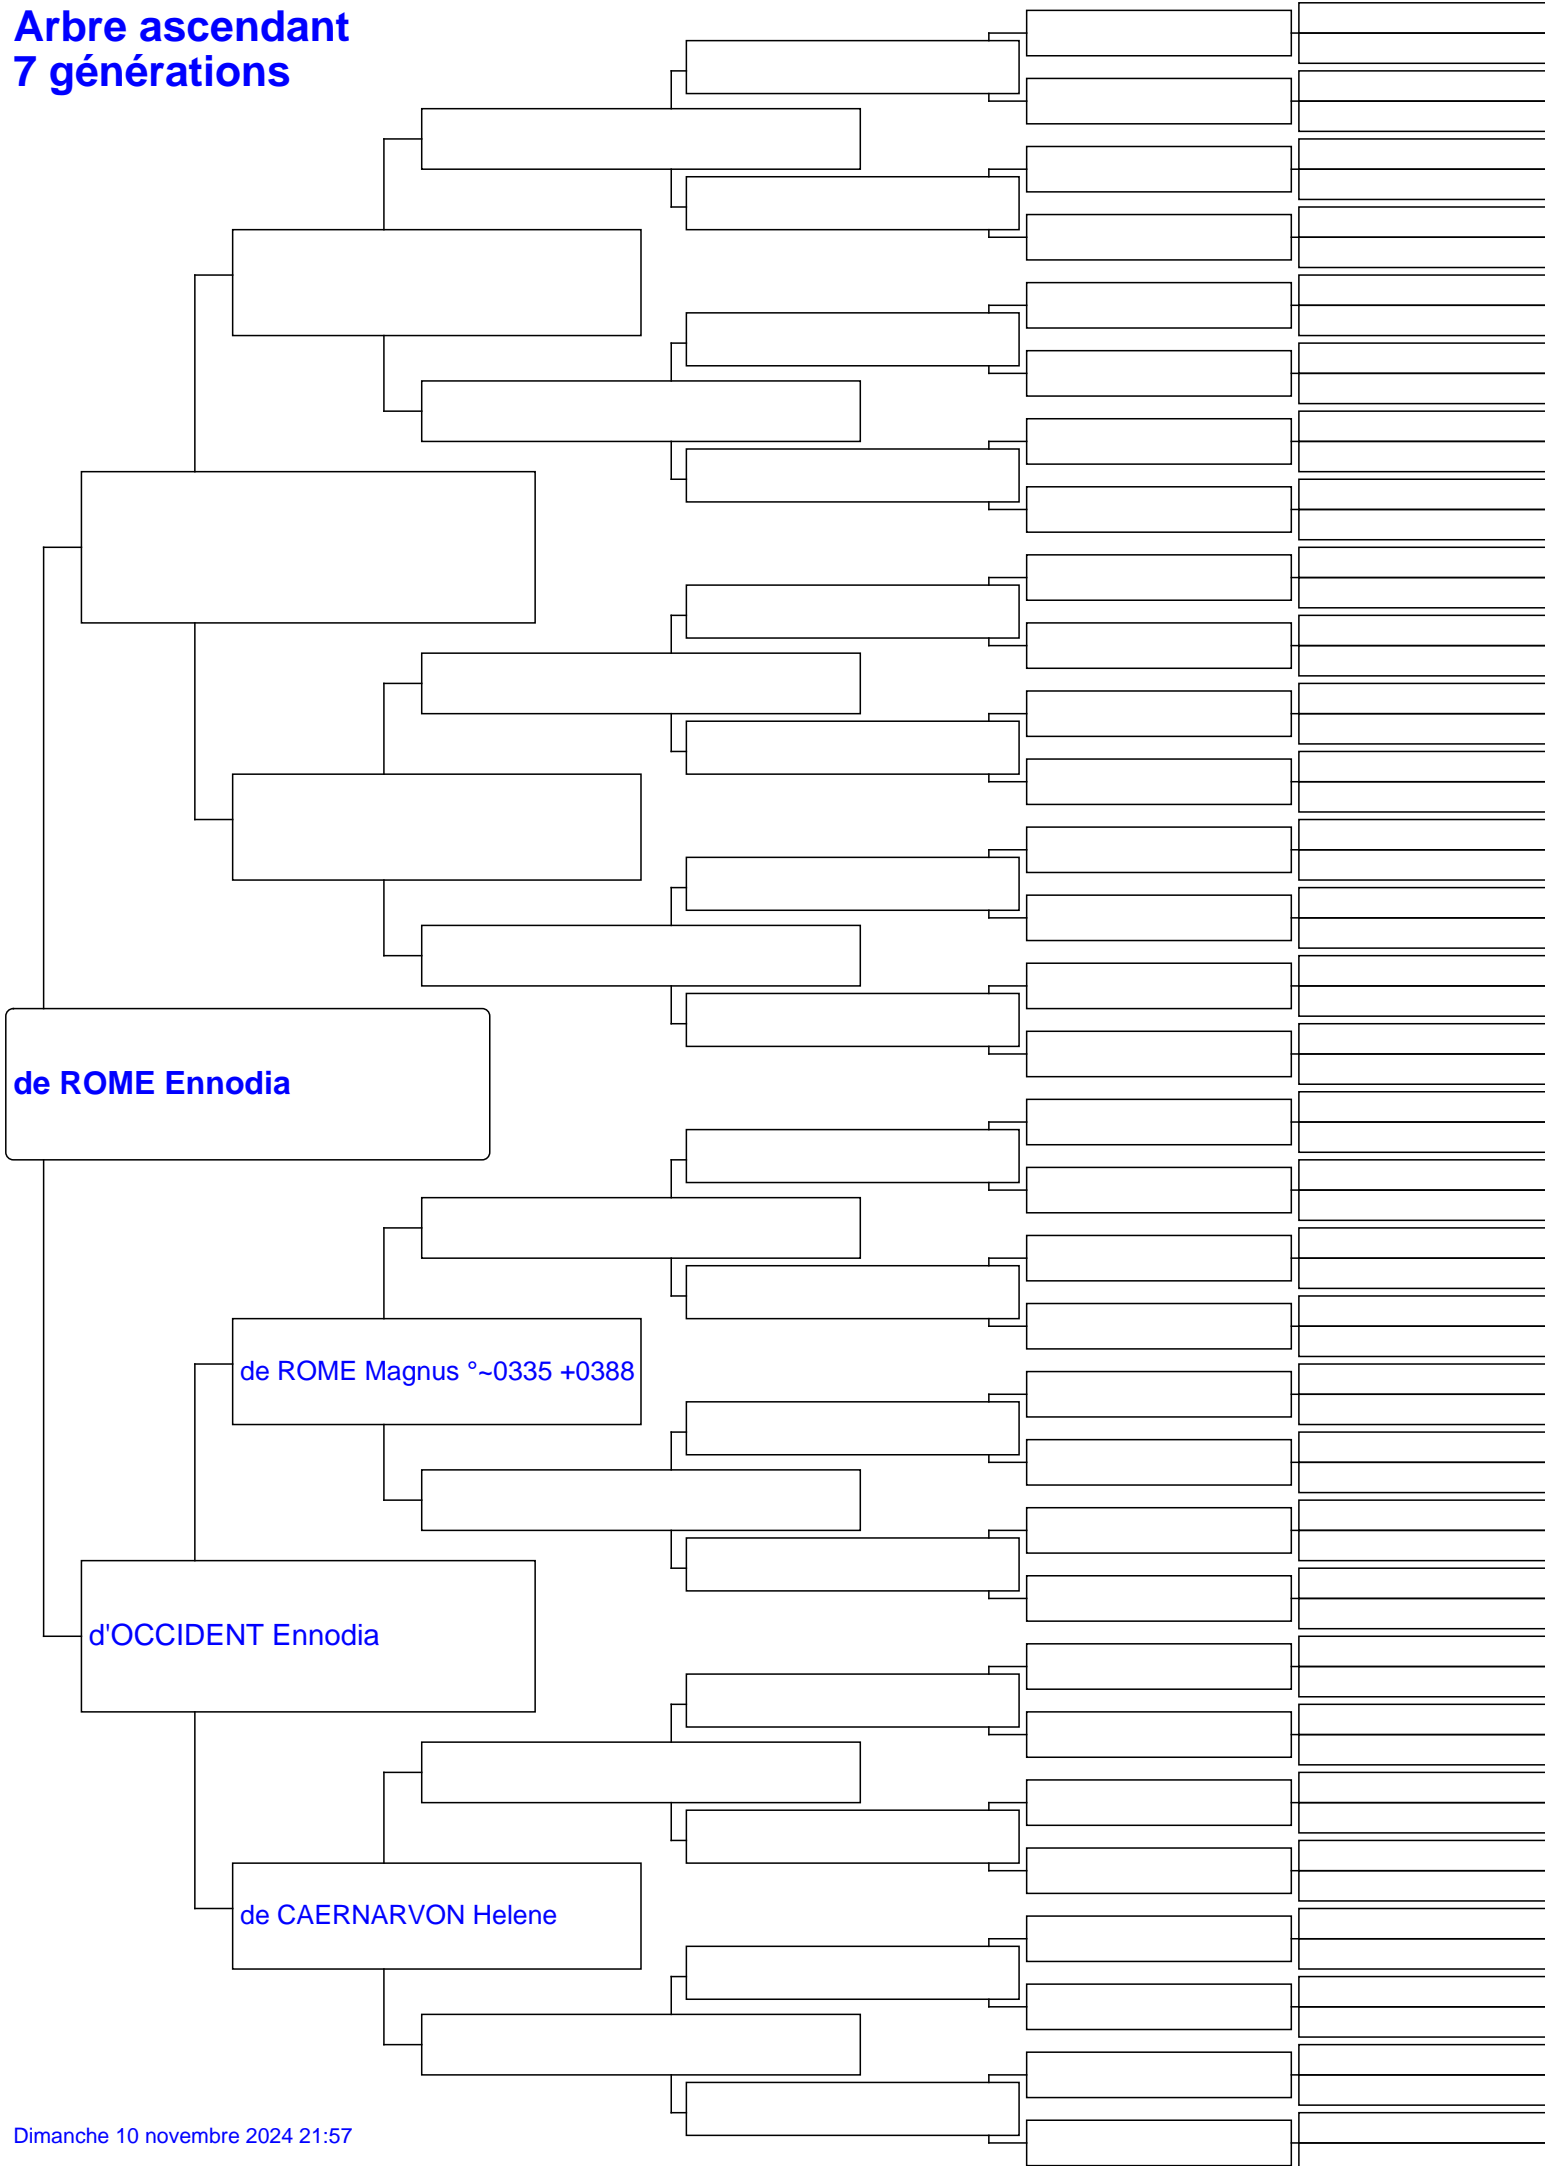 Arbre ascendant
7 générations
de ROME Ennodia
de ROME Magnus °~0335 +0388
d'OCCIDENT Ennodia
de CAERNARVON Helene
Dimanche 10 novembre 2024 21:57